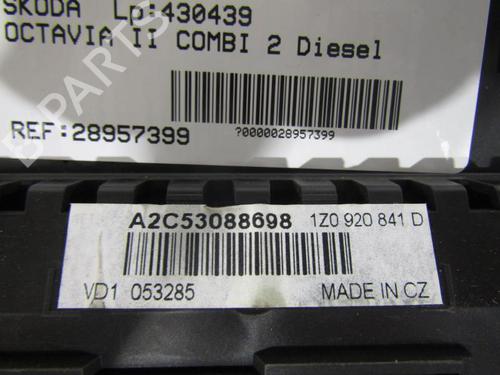 SKODA Lp:430439
OCTAVIA II COMBI 2 Diesel
REF:28957399
?0000028957399
A2C53088698 1Z0 920 841 D
VD1 053285 MADE IN CZ